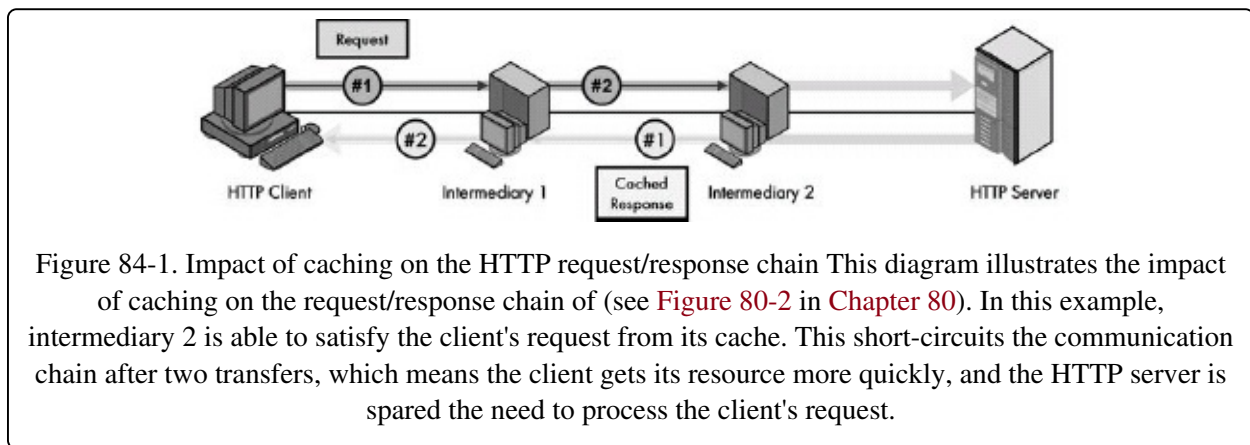 Request
#1
#2
#2
#1
HTTP Client
Intermediary 1
Cached
Response
Intermediary 2
HTTP Server
Figure 84-1. Impact of caching on the HTTP request/response chain This diagram illustrates the impact
of caching on the request/response chain of (see Figure 80-2 in Chapter 80). In this example,
intermediary 2 is able to satisfy the client's request from its cache. This short-circuits the communication
chain after two transfers, which means the client gets its resource more quickly, and the HTTP server is
spared the need to process the client's request.